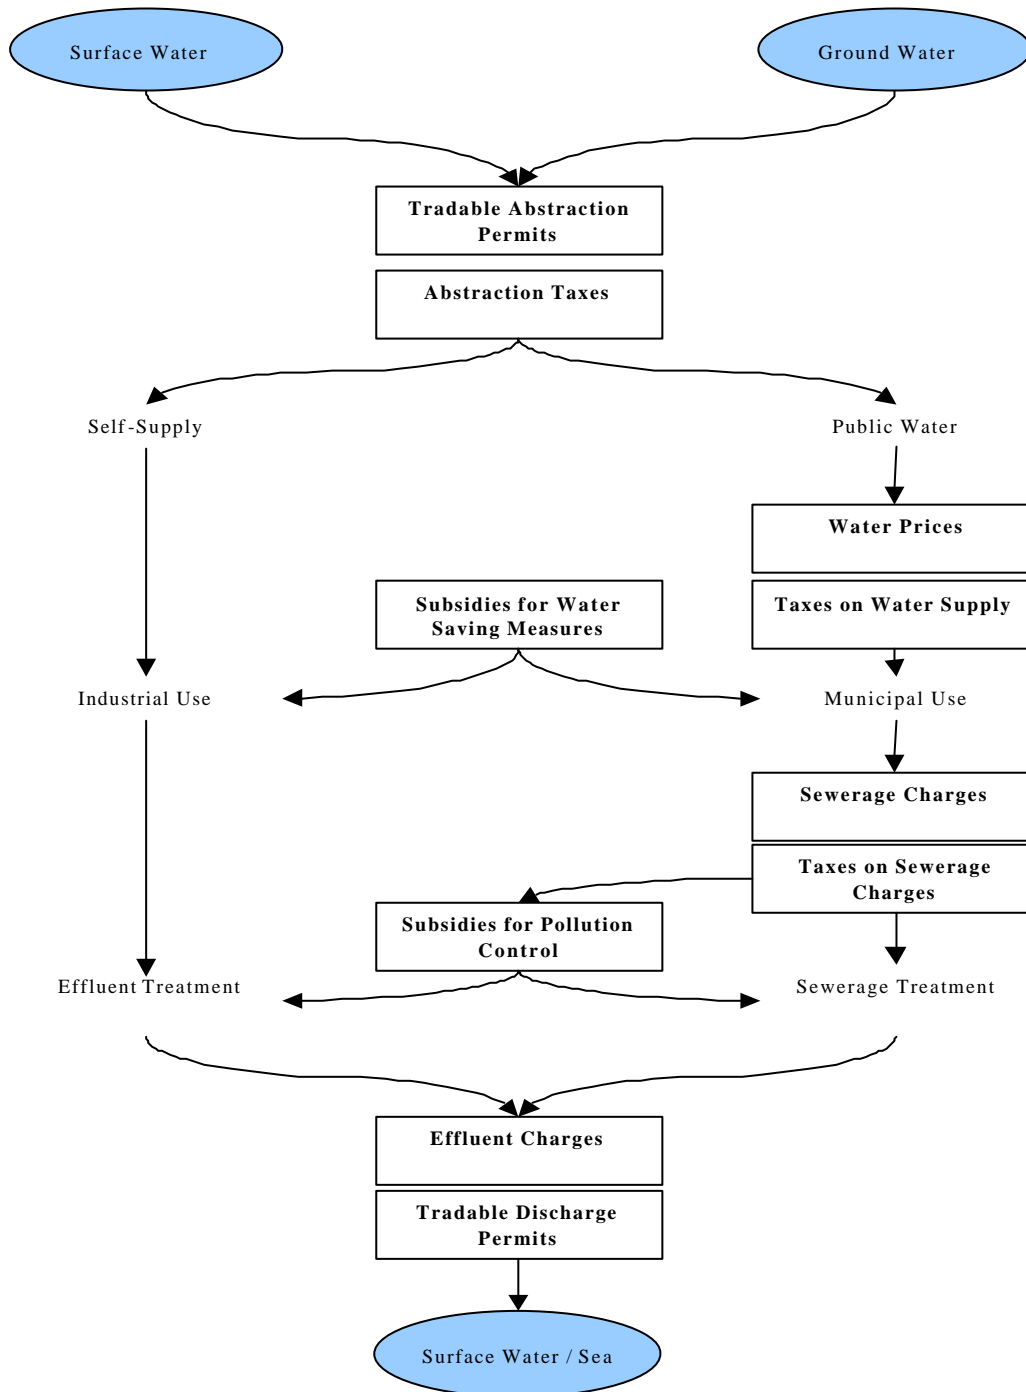 Surface Water
Ground Water
Tradable Abstraction
Permits
Abstraction Taxes
Self-Supply
Public Water
Water Prices
Subsidies for Water
Saving Measures
Taxes on Water Supply
Industrial Use
Municipal Use
Sewerage Charges
Taxes on Sewerage
Charges
Subsidies for Pollution
Control
Effluent Treatment
Sewerage Treatment
Effluent Charges
Tradable Discharge
Permits
Surface Water / Sea